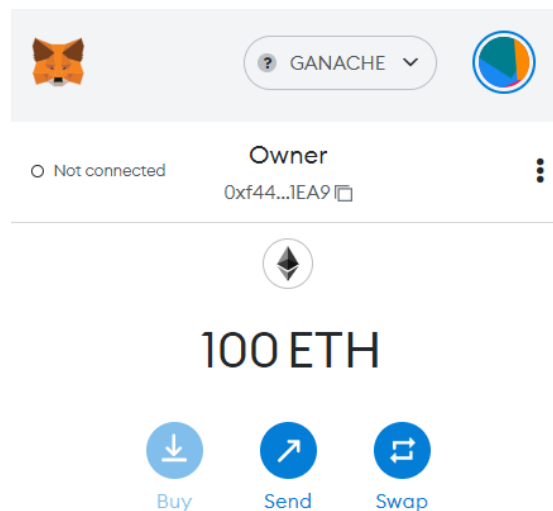 ? GANACHE
Not connected
Owner
0xf44...1EA9
100 ETH
Buy Send Swap